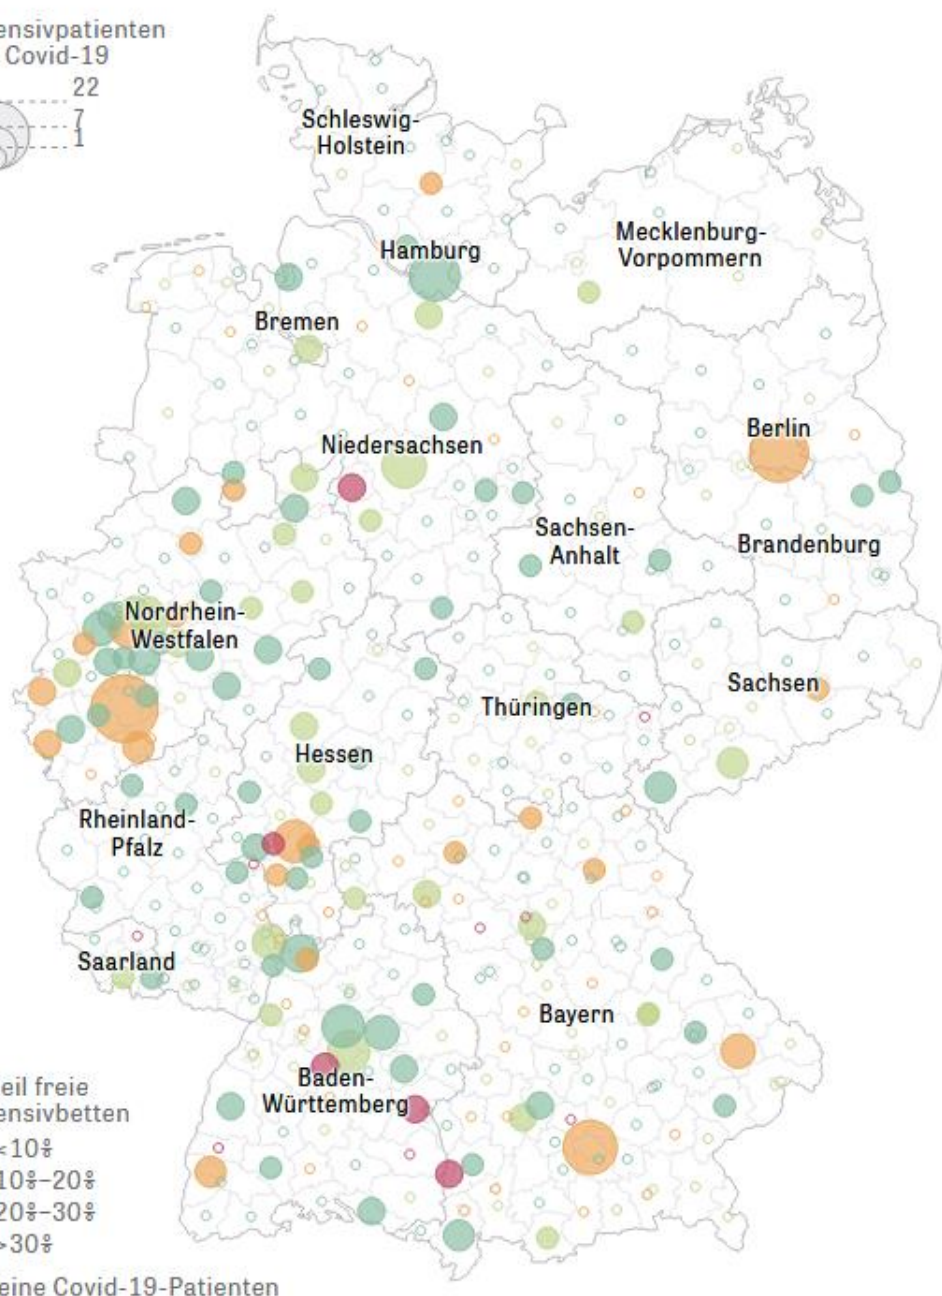 ensivpatienten
Covid-19
22
7
1
Schleswig-
Holstein
Mecklenburg-
Vorpommern
Hamburg
Bremen
Berlin
Niedersachsen
Sachsen-
Anhalt
Brandenburg
Nordrhein-
Westfalen
Sachsen
Thüringen
Hessen
Rheinland-
Pfalz
Saarland
Bayern
Baden-
Württemberg
eil freie
ensivbetten
<10%
10%–20%
20%–30%
>30%
eine Covid-19-Patienten